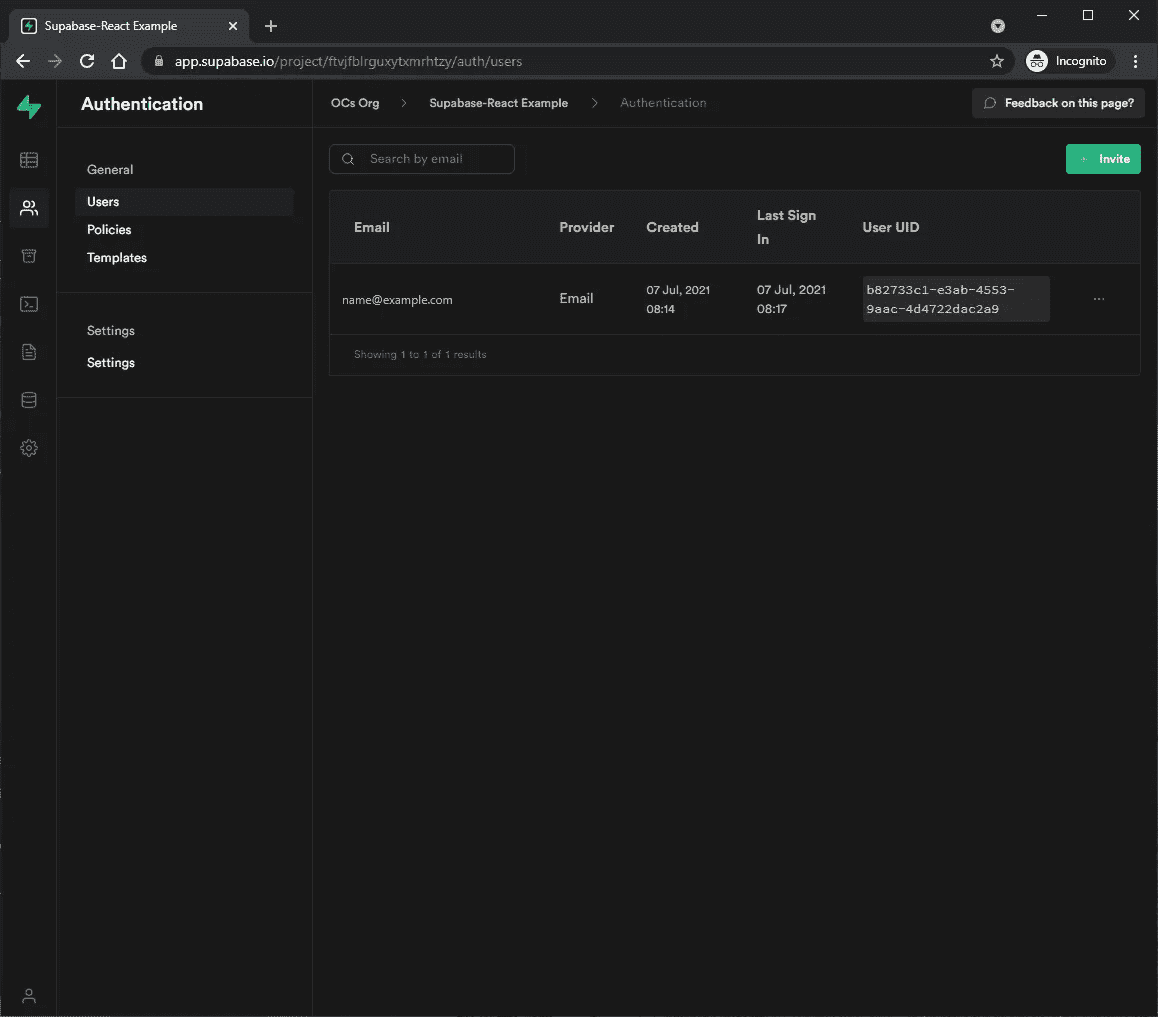 Supabase-React Example
app.supabase.io/project/ftvjfblrguxytxmrhtzy/auth/users
Incognito
Authentication
OCs Org > Supabase-React Example > Authentication
Feedback on this page?
General
Users
Policies
Templates
Settings
Settings
Search by email
+ Invite
Email Provider Created Last Sign In User UID
name@example.com Email 07 Jul, 2021 08:14 07 Jul, 2021 08:17 b82733c1-e3ab-4553-9aac-4d4722dac2a9
Showing 1 to 1 of 1 results